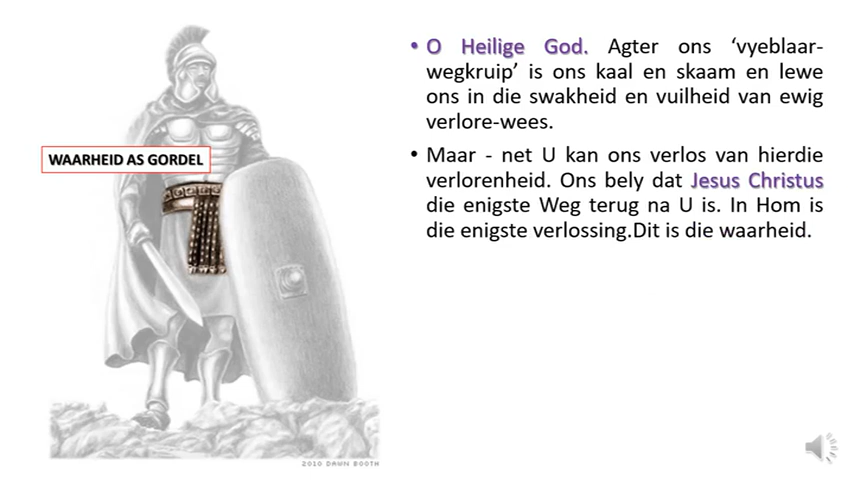 WAARHEID AS GORDEL
• O Heilige God. Agter ons ‘vyeblaar-
wegkruip’ is ons kaal en skaam en lewe
ons in die swakheid en vuilheid van ewig
verlore-wees.
• Maar - net U kan ons verlos van hierdie
verlorenheid. Ons bely dat Jesus Christus
die enigste Weg terug na U is. In Hom is
die enigste verlossing.Dit is die waarheid.
2010 DAWN BOOTH